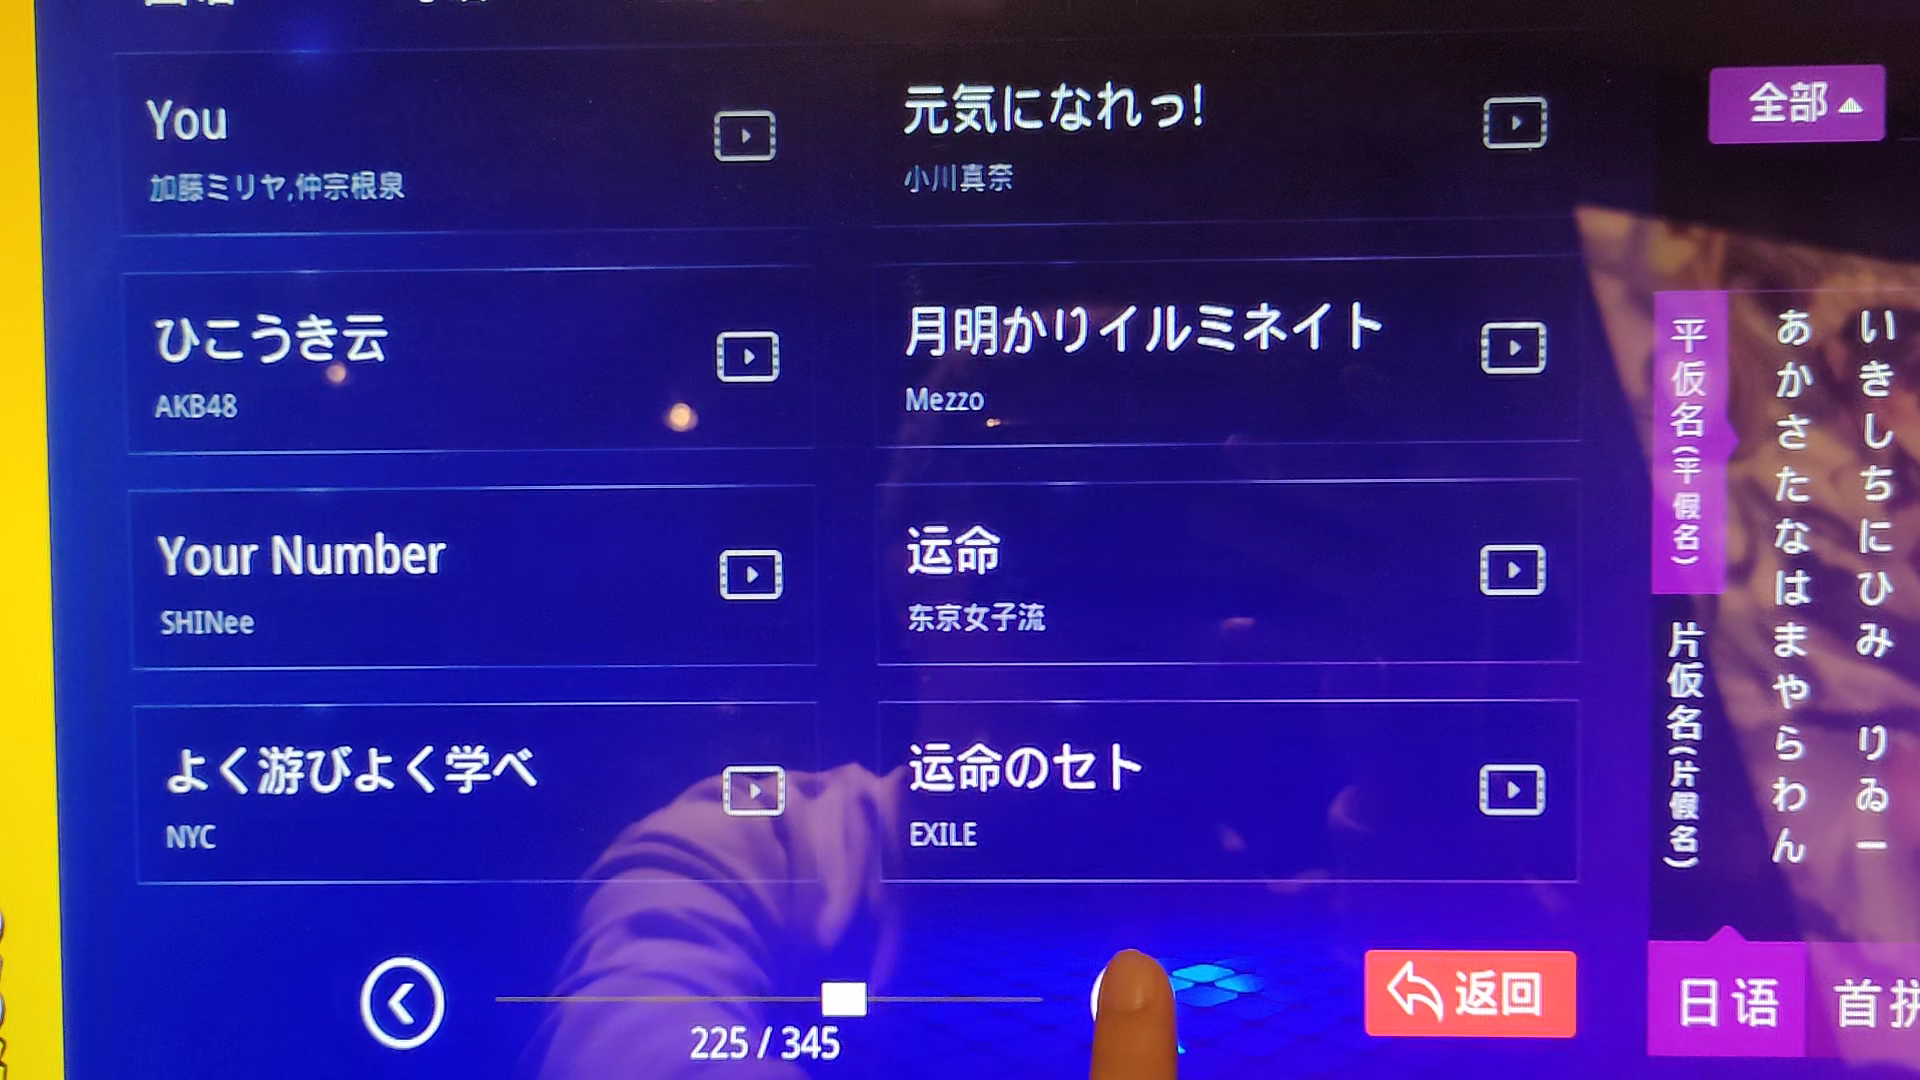 You
加藤ミリヤ,仲宗根泉
元気になれっ!
小川真奈
全部
ひこうき云
AKB48
月明かりイルミネイト
Mezzo
Your Number
SHINee
运命
东京女子流
よく游びよく学べ
NYC
运命のセト
EXILE
平仮名(平假名)
片仮名(片假名)
あかさたなはまやらわん
いきしちにひみ りゐー
225 / 345
返回
日语
首拼